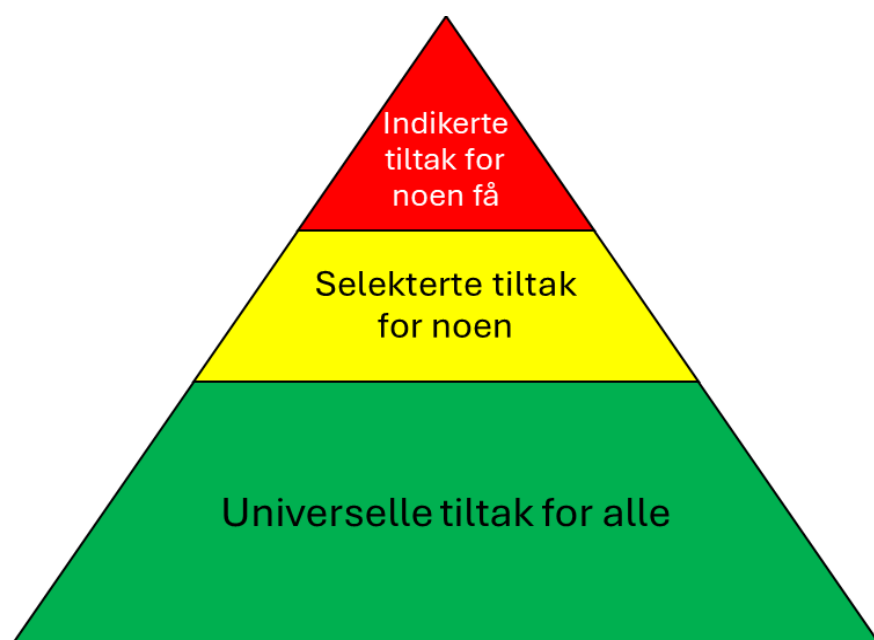 Indikerte
tiltak for
noen få
Selekterte tiltak
for noen
Universelle tiltak for alle